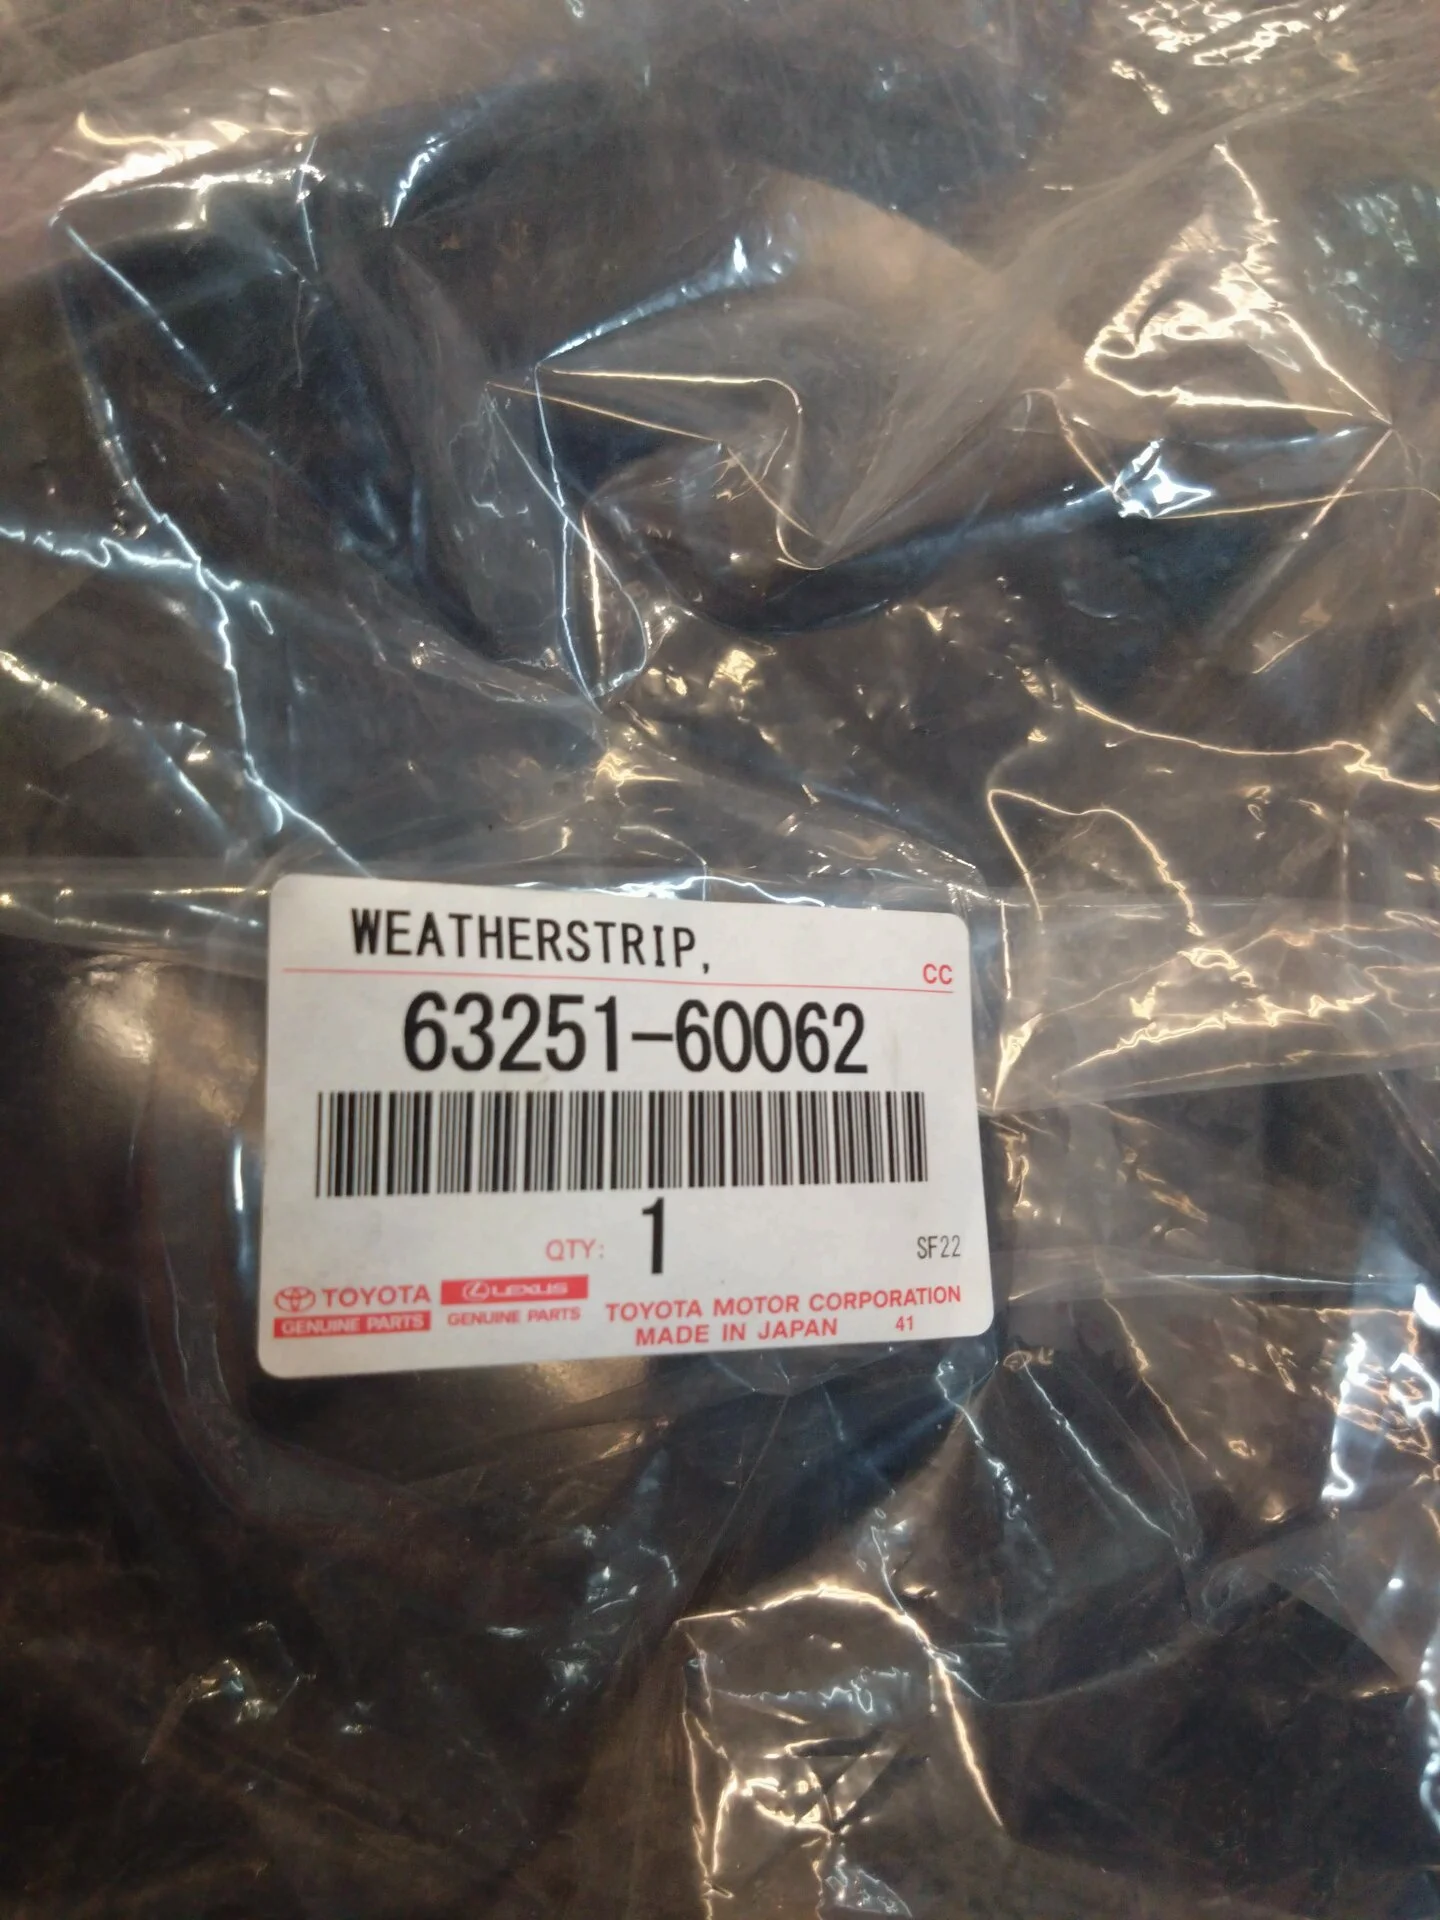 WEATHERSTRIP,
CC
63251-60062
1
QTY:
SF22
TOYOTA LEXUS
GENUINE PARTS GENUINE PARTS
TOYOTA MOTOR CORPORATION
MADE IN JAPAN 41